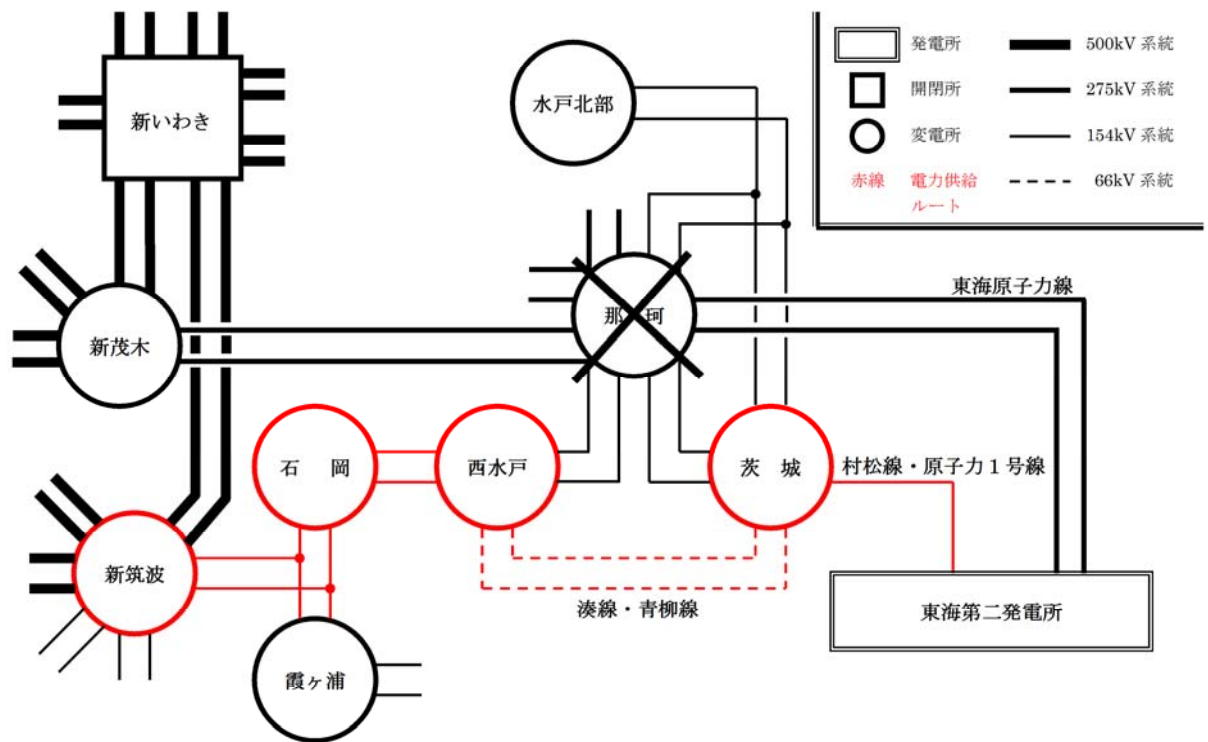 発電所
500kV 系統
開閉所
275kV 系統
変電所
154kV 系統
赤線
電力供給
ルート
66kV 系統
新いわき
水戸北部
新茂木
那 珂
東海原子力線
石 岡
西水戸
茨 城
村松線・原子力１号線
新筑波
湊線・青柳線
東海第二発電所
霞ヶ浦